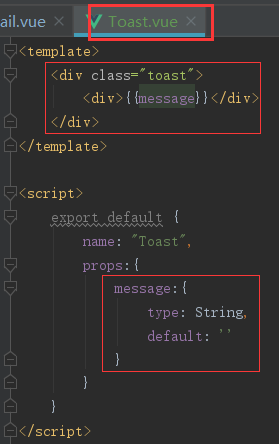 ail.vue × Toast.vue ×
<template>
<div class="toast">
<div>{{message}}</div>
</div>
</template>
<script>
export default {
name: "Toast",
props:{
message:{
type: String,
default: ''
}
}
}
</script>